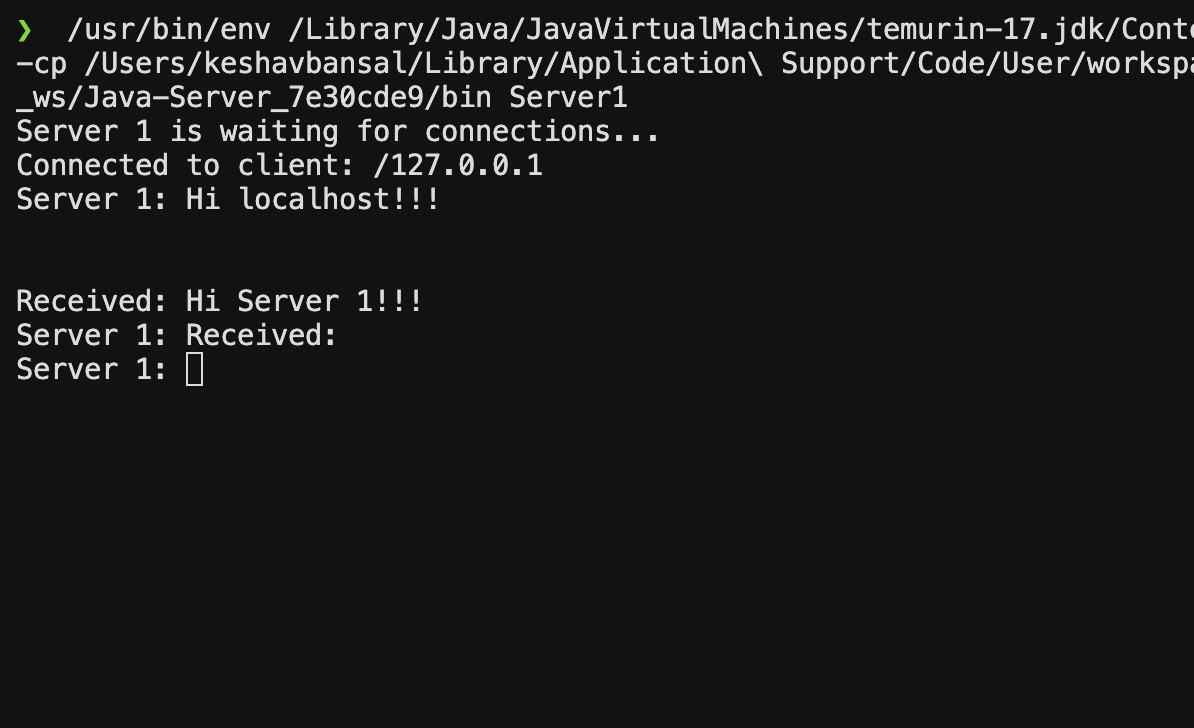 ❯ /usr/bin/env /Library/Java/JavaVirtualMachines/temurin-17.jdk/Conte
-cp /Users/keshavbansal/Library/Application\ Support/Code/User/workspa
_ws/Java-Server_7e30cde9/bin Server1
Server 1 is waiting for connections...
Connected to client: /127.0.0.1
Server 1: Hi localhost!!!
Received: Hi Server 1!!!
Server 1: Received:
Server 1: